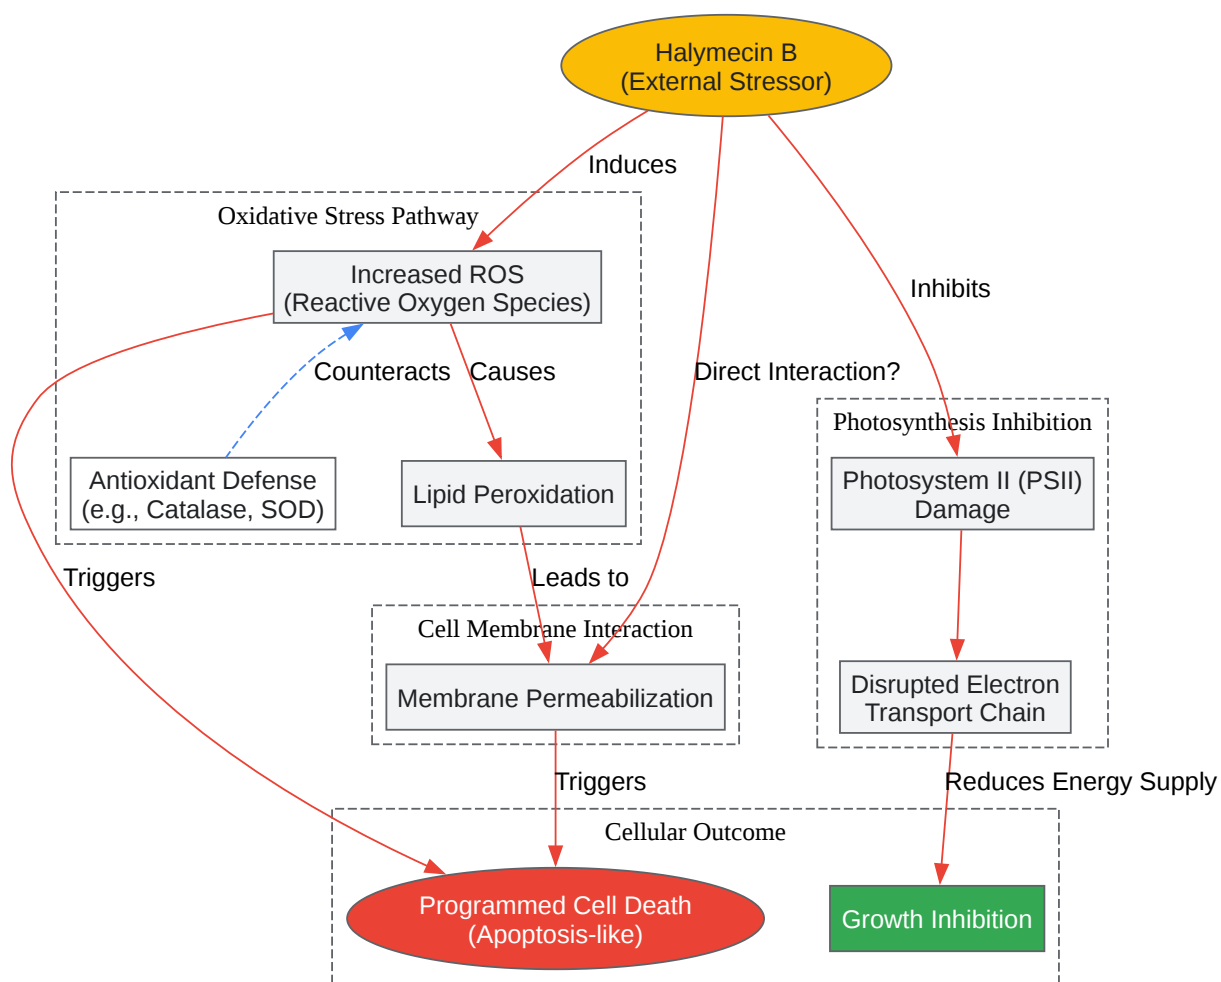 Halymecin B
(External Stressor)
Induces
Oxidative Stress Pathway
Increased ROS
(Reactive Oxygen Species)
Inhibits
Counteracts
Causes
Direct Interaction?
Photosynthesis Inhibition
Antioxidant Defense
(e.g., Catalase, SOD)
Lipid Peroxidation
Photosystem II (PSII)
Damage
Triggers
Leads to
Cell Membrane Interaction
Membrane Permeabilization
Disrupted Electron
Transport Chain
Triggers
Reduces Energy Supply
Cellular Outcome
Programmed Cell Death
(Apoptosis-like)
Growth Inhibition